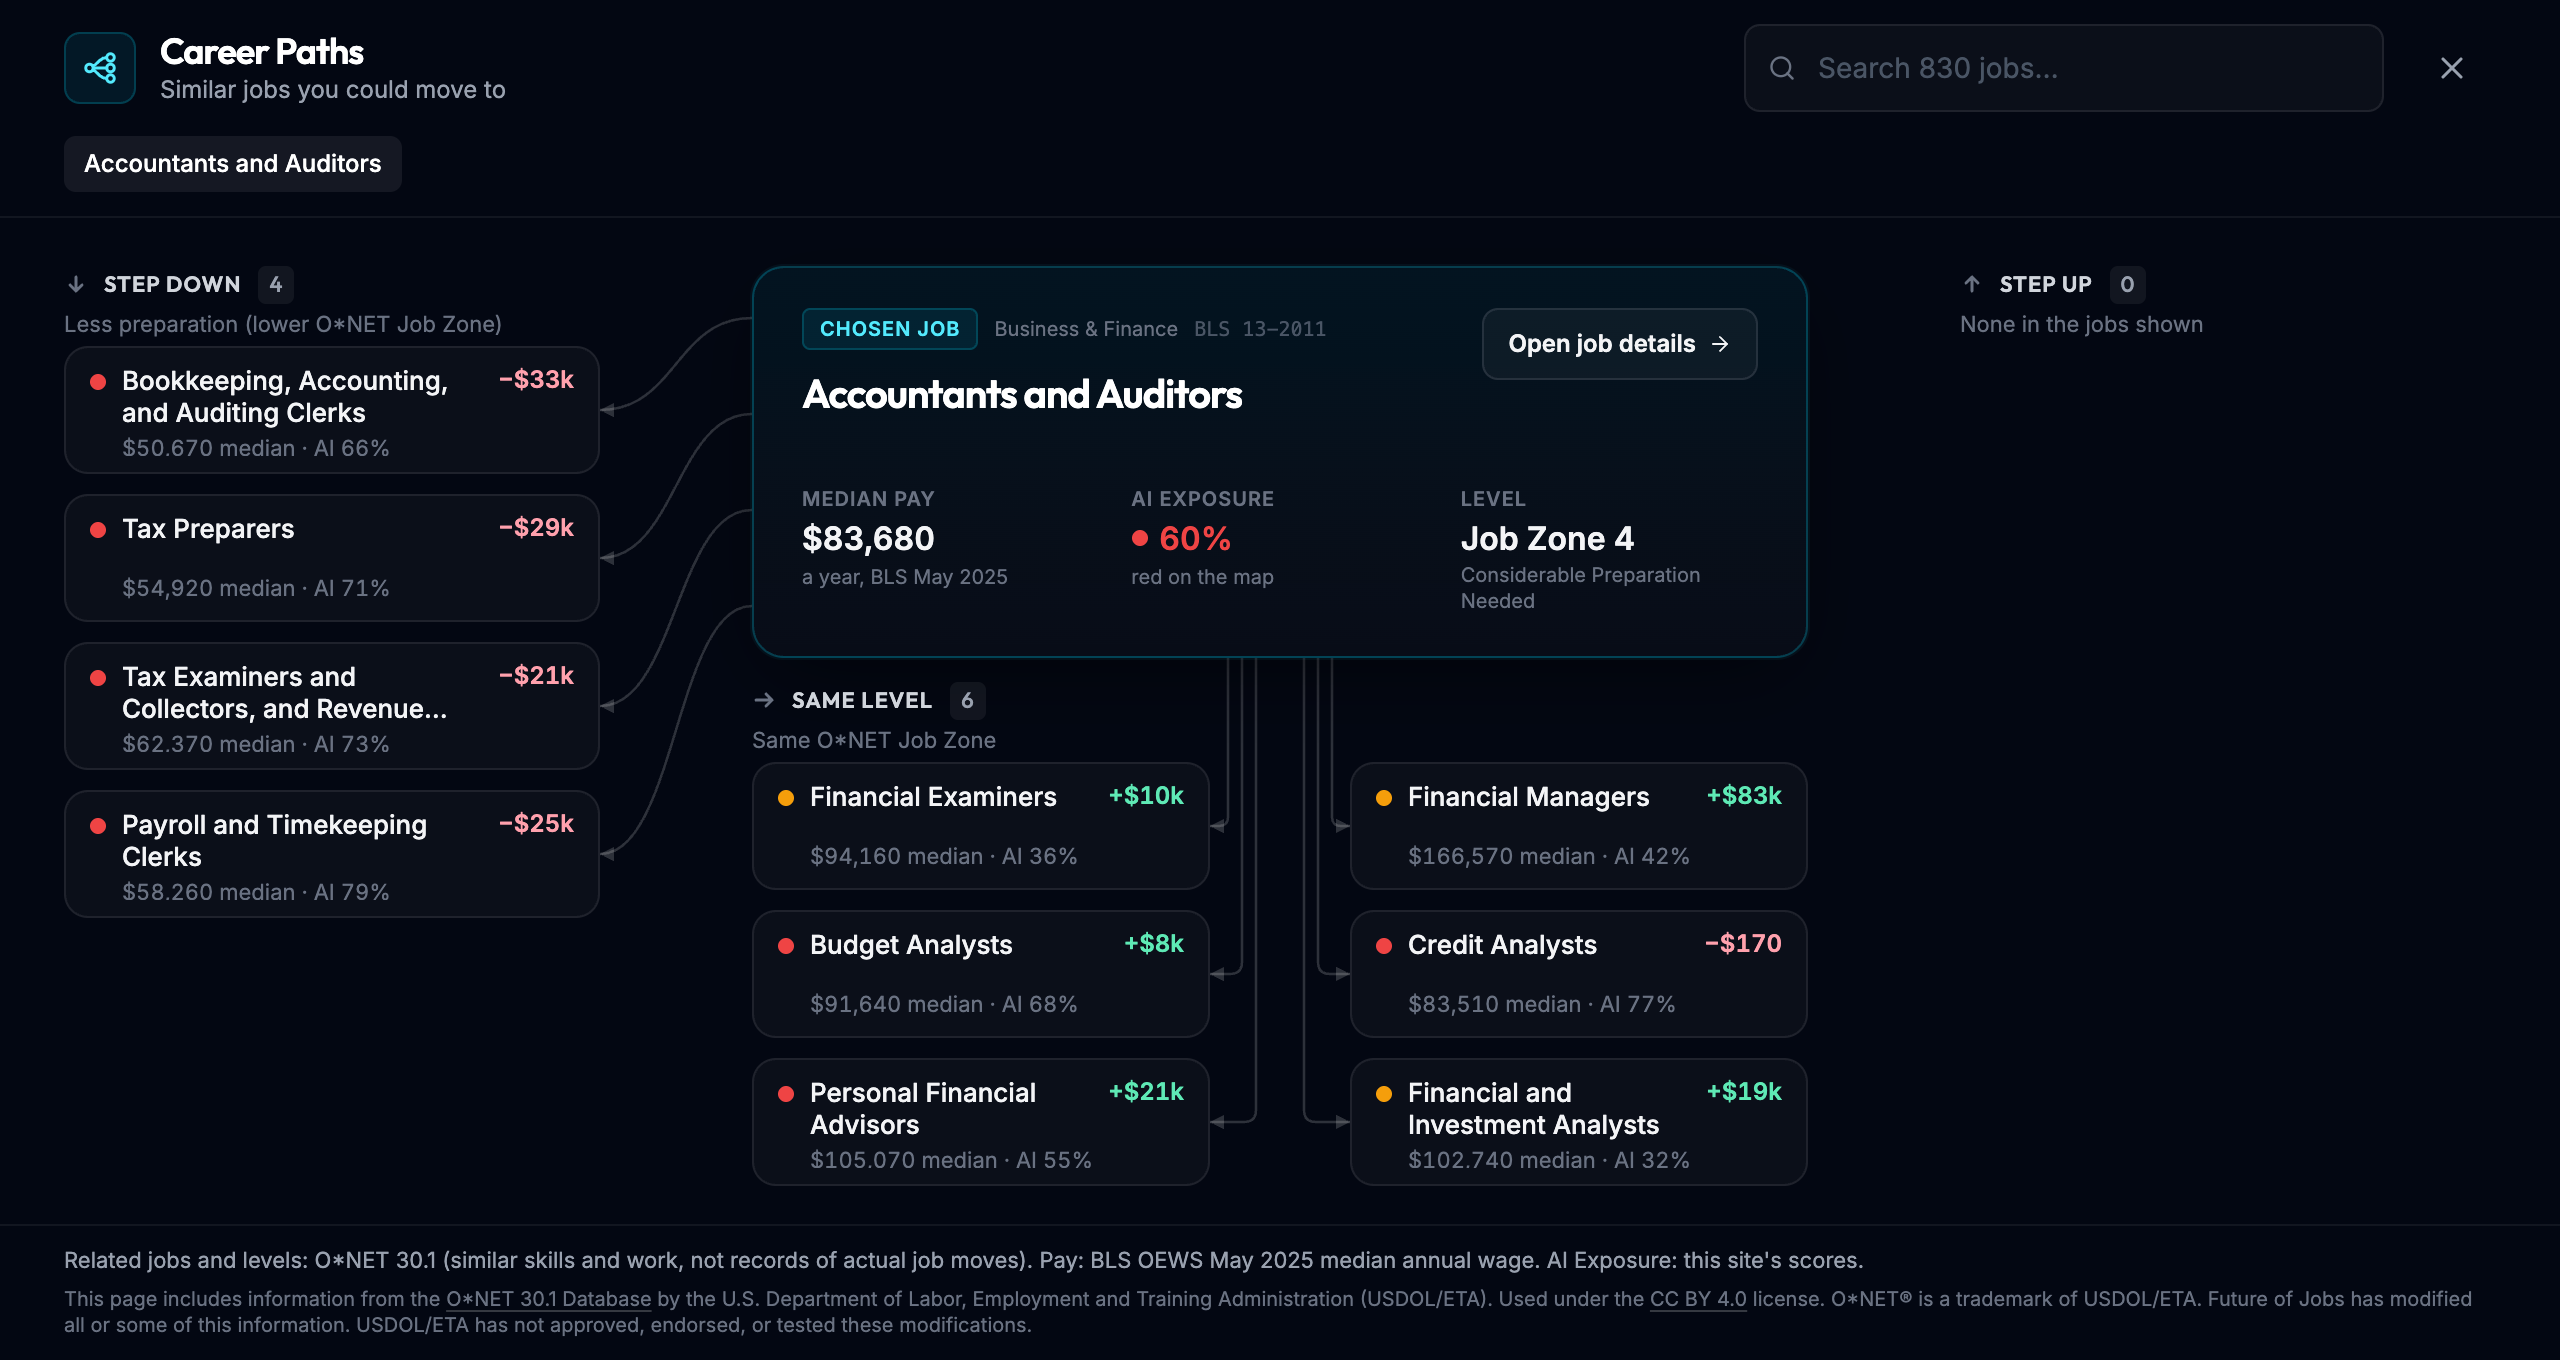 Career Paths
Similar jobs you could move to
Search 830 jobs...
Accountants and Auditors
STEP DOWN 4
Less preparation (lower O*NET Job Zone)
Bookkeeping, Accounting, −$33k
and Auditing Clerks
$50.670 median · AI 66%
Tax Preparers −$29k
$54,920 median · AI 71%
Tax Examiners and −$21k
Collectors, and Revenue...
$62.370 median · AI 73%
Payroll and Timekeeping −$25k
Clerks
$58.260 median · AI 79%
CHOSEN JOB Business & Finance BLS 13-2011
Open job details →
Accountants and Auditors
MEDIAN PAY
$83,680
a year, BLS May 2025
AI EXPOSURE
60%
red on the map
LEVEL
Job Zone 4
Considerable Preparation
Needed
SAME LEVEL 6
Same O*NET Job Zone
Financial Examiners +$10k
$94,160 median · AI 36%
Financial Managers +$83k
$166,570 median · AI 42%
Budget Analysts +$8k
$91,640 median · AI 68%
Credit Analysts −$170
$83,510 median · AI 77%
Personal Financial +$21k
Advisors
$105.070 median · AI 55%
Financial and +$19k
Investment Analysts
$102.740 median · AI 32%
STEP UP 0
None in the jobs shown
Related jobs and levels: O*NET 30.1 (similar skills and work, not records of actual job moves). Pay: BLS OEWS May 2025 median annual wage. AI Exposure: this site's scores.
This page includes information from the O*NET 30.1 Database by the U.S. Department of Labor, Employment and Training Administration (USDOL/ETA). Used under the CC BY 4.0 license. O*NET® is a trademark of USDOL/ETA. Future of Jobs has modified
all or some of this information. USDOL/ETA has not approved, endorsed, or tested these modifications.